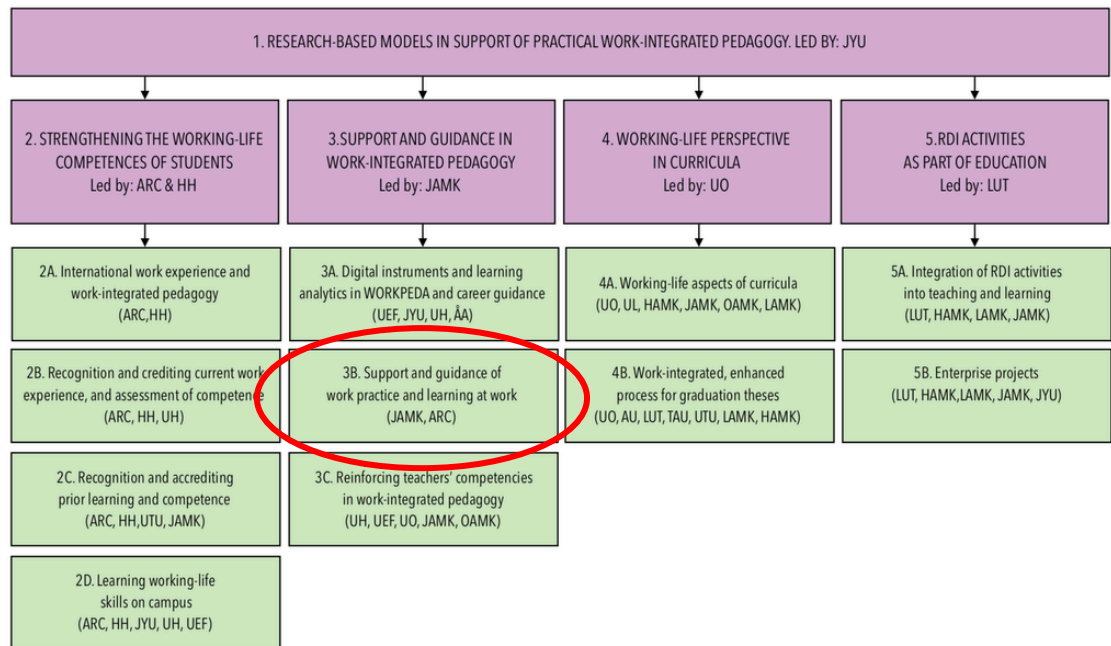 1. RESEARCH-BASED MODELS IN SUPPORT OF PRACTICAL WORK-INTEGRATED PEDAGOGY. LED BY: JYU
2. STRENGTHENING THE WORKING-LIFE
COMPETENCES OF STUDENTS
Led by: ARC & HH
3.SUPPORT AND GUIDANCE IN
WORK-INTEGRATED PEDAGOGY
Led by: JAMK
4. WORKING-LIFE PERSPECTIVE
IN CURRICULA
Led by: UO
5.RDI ACTIVITIES
AS PART OF EDUCATION
Led by: LUT
2A. International work experience and
work-integrated pedagogy
(ARC,HH)
3A. Digital instruments and learning
analytics in WORKPEDA and career guidance
(UEF, JYU, UH, ÅA)
4A. Working-life aspects of curricula
(UO, UL, HAMK, JAMK, OAMK, LAMK)
5A. Integration of RDI activities
into teaching and learning
(LUT, HAMK, LAMK, JAMK)
2B. Recognition and crediting current work
experience, and assessment of competence
(ARC, HH, UH)
3B. Support and guidance of
work practice and learning at work
(JAMK, ARC)
4B. Work-integrated, enhanced
process for graduation theses
(UO, AU, LUT, TAU, UTU, LAMK, HAMK)
5B. Enterprise projects
(LUT, HAMK,LAMK, JAMK, JYU)
2C. Recognition and accrediting
prior learning and competence
(ARC, HH,UTU, JAMK)
3C. Reinforcing teachers' competencies
in work-integrated pedagogy
(UH, UEF, UO, JAMK, OAMK)
2D. Learning working-life
skills on campus
(ARC, HH, JYU, UH, UEF)